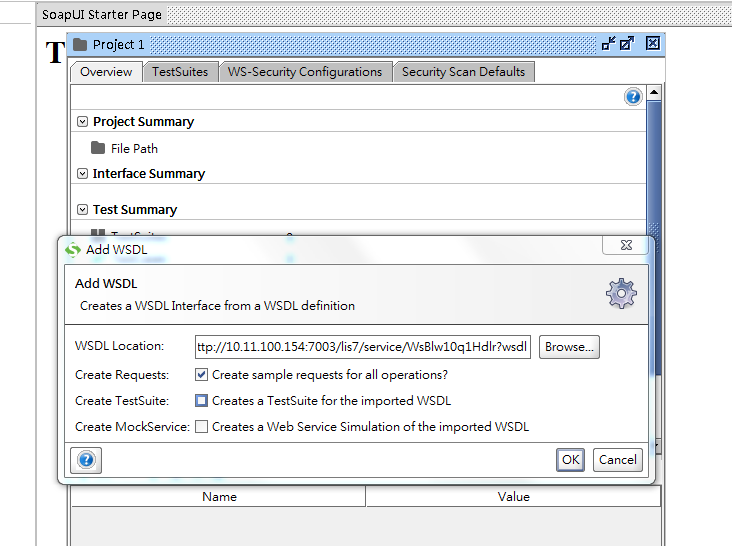 SoapUI Starter Page
T
Project 1
Overview TestSuites WS-Security Configurations Security Scan Defaults
Project Summary
File Path
Interface Summary
Test Summary
Add WSDL
Add WSDL
Creates a WSDL Interface from a WSDL definition
WSDL Location: ttp://10.11.100.154:7003/lis7/service/WsBlw10q1Hdlr?wsdl Browse...
Create Requests: Create sample requests for all operations?
Create TestSuite: Creates a TestSuite for the imported WSDL
Create MockService: Creates a Web Service Simulation of the imported WSDL
OK Cancel
Name Value